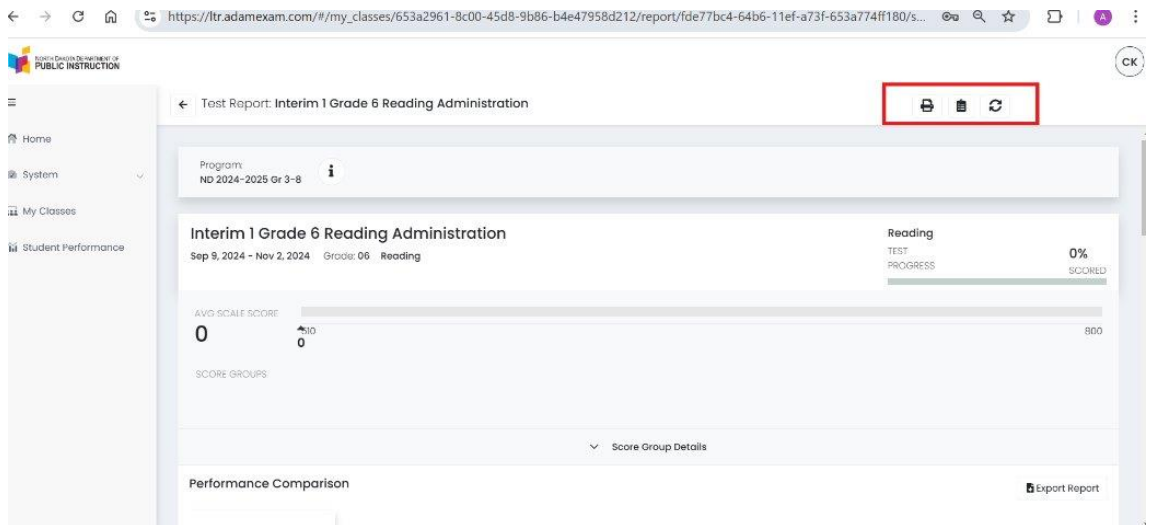 https://ltr.adamexam.com/#/my_classes/653a2961-8c00-45d8-9b86-b4e47958d212/report/fde77bc4-64b6-11ef-a73f-653a774ff180/s...
A
NORTH DAKOTA DEPARTMENT OF
PUBLIC INSTRUCTION
CK
Test Report: Interim 1 Grade 6 Reading Administration
Home
System
My Classes
Student Performance
Program:
ND 2024-2025 Gr 3-8
i
Interim 1 Grade 6 Reading Administration
Sep 9, 2024 - Nov 2, 2024 Grade: 06 Reading
Reading
TEST
PROGRESS
0%
SCORED
AVG SCALE SCORE
0
510
0
800
SCORE GROUPS
Score Group Details
Performance Comparison
Export Report